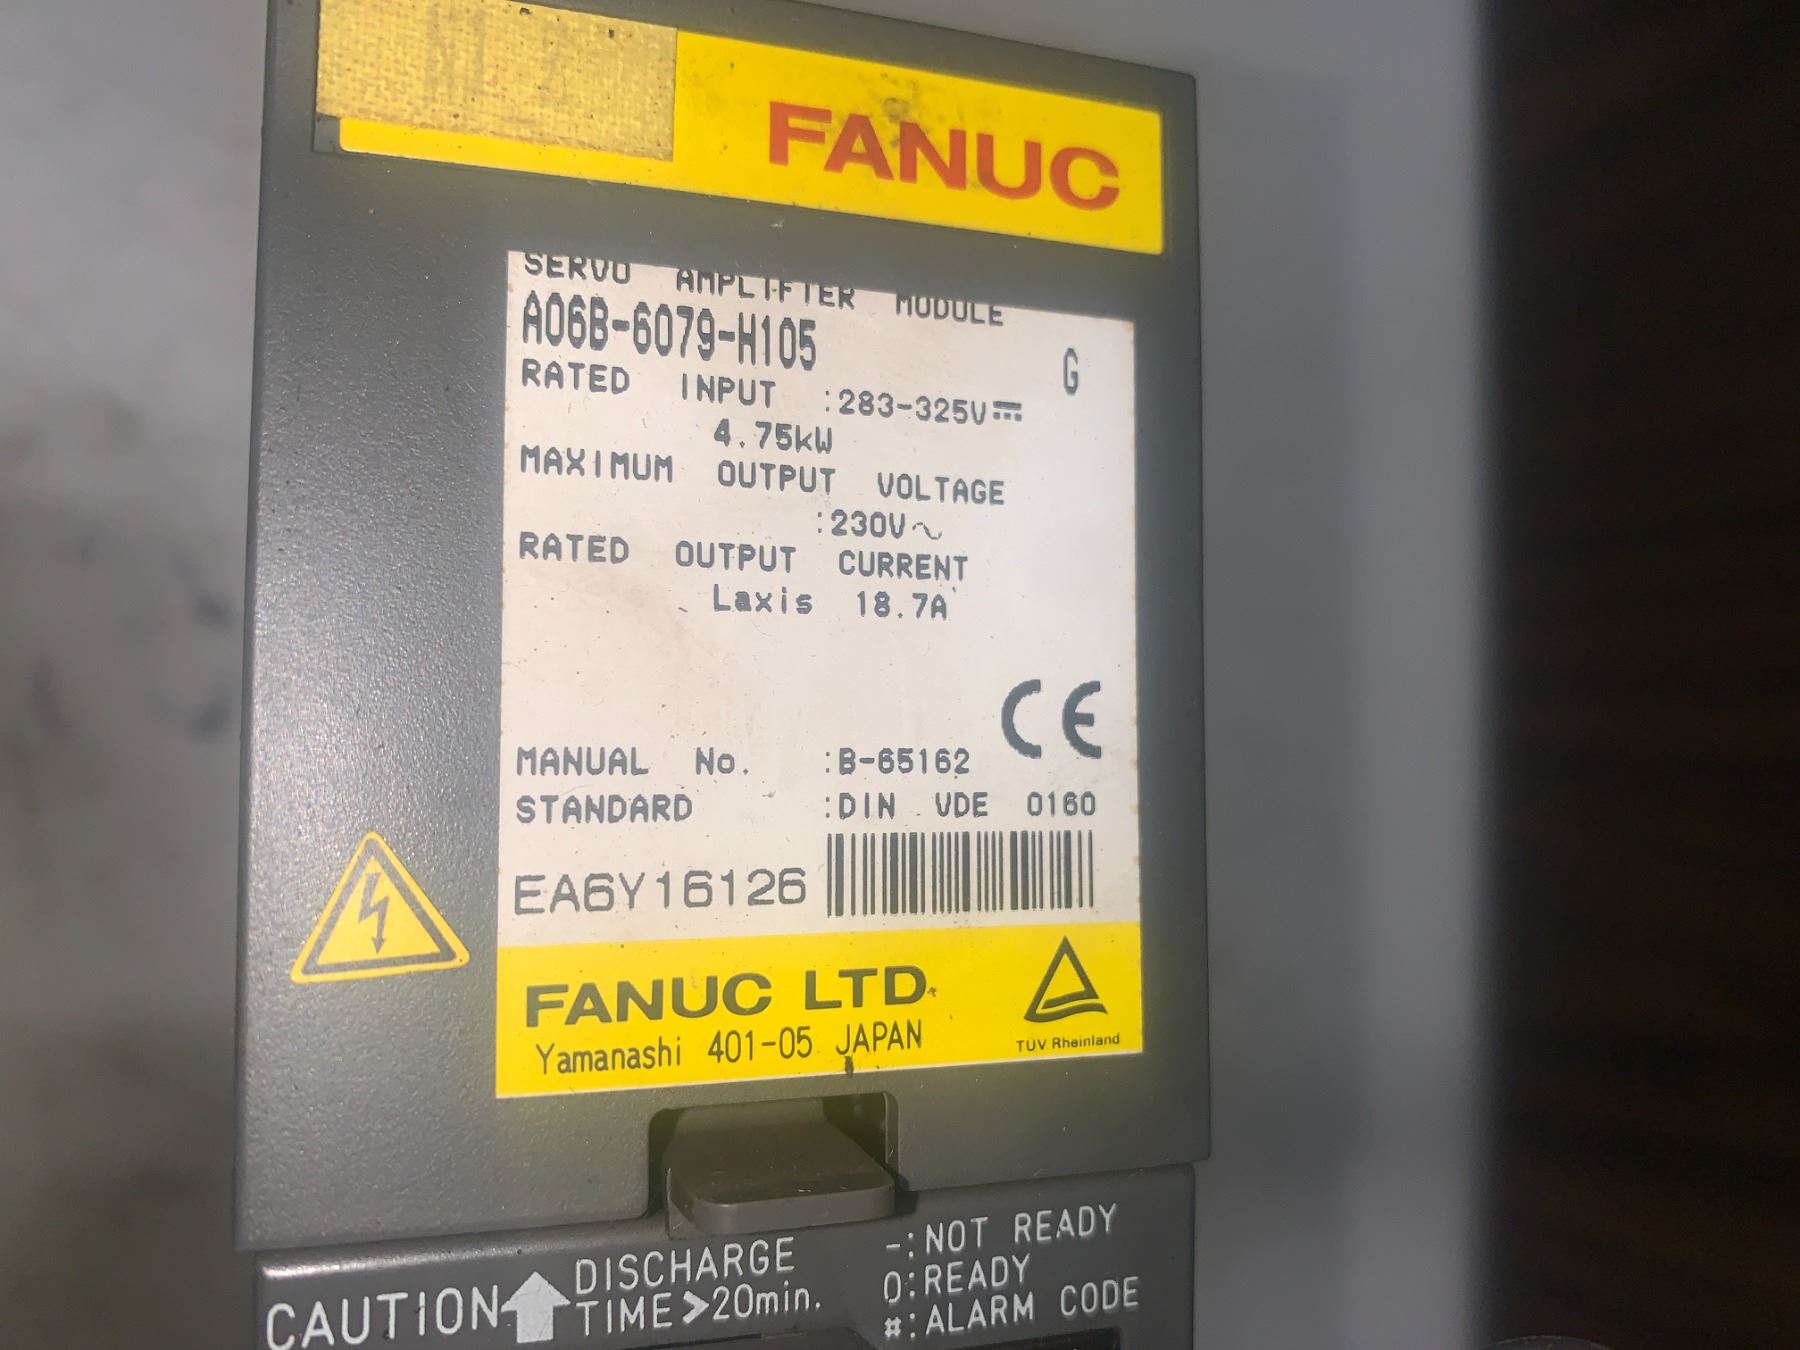 FANUC
SERVO AMPLIFIER MODULE
A06B-6079-H105 G
RATED INPUT :283-325V⎓
4.75kW
MAXIMUM OUTPUT VOLTAGE
:230V~
RATED OUTPUT CURRENT
Laxis 18.7A
CE
MANUAL No. :B-65162
STANDARD :DIN VDE 0160
EA6Y16126
FANUC LTD.
Yamanashi 401-05 JAPAN
TÜV Rheinland
CAUTION
DISCHARGE
TIME>20min.
-:NOT READY
0:READY
#:ALARM CODE